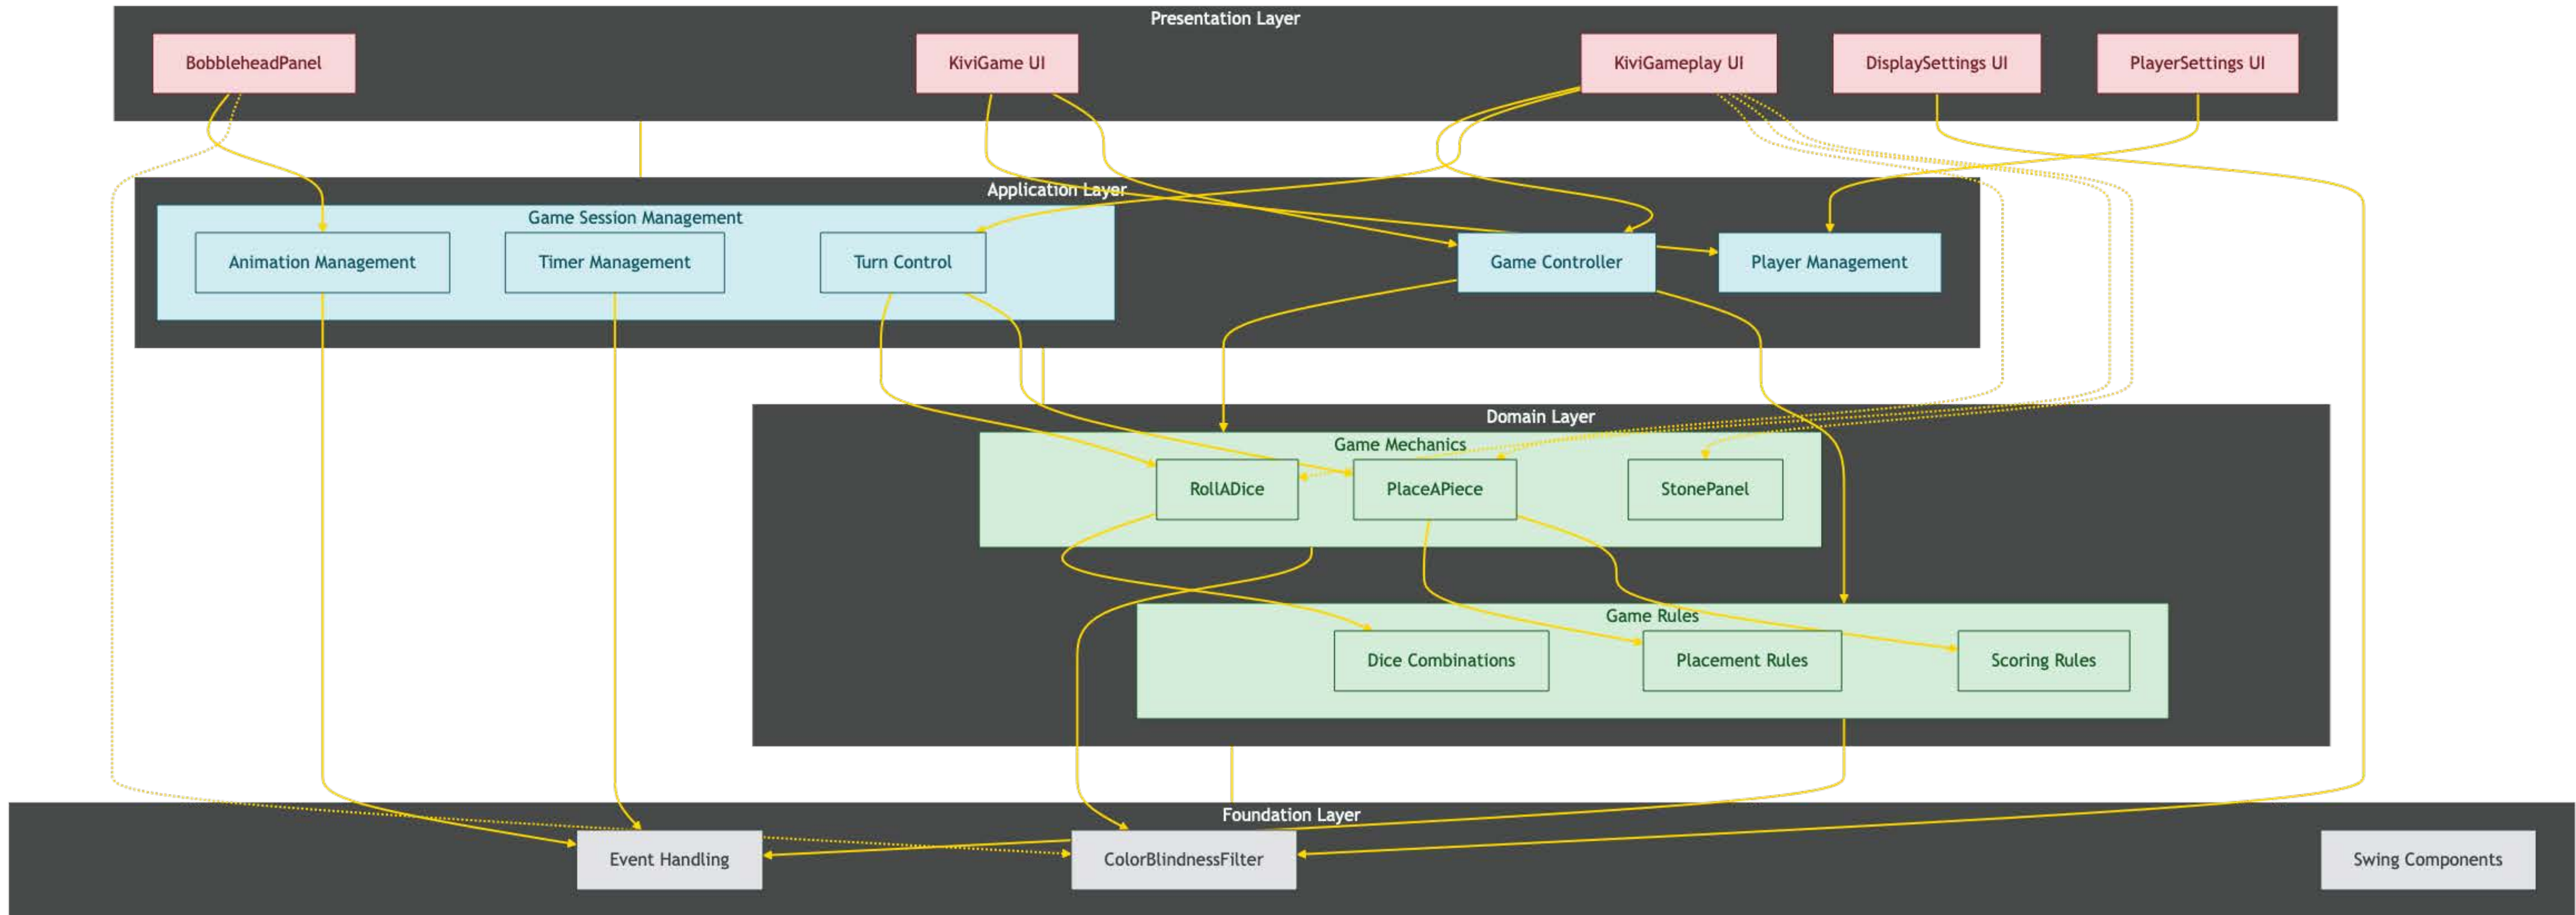 Presentation Layer
BobbleheadPanel
KiviGame UI
KiviGameplay UI
DisplaySettings UI
PlayerSettings UI
Application Layer
Game Session Management
Animation Management
Timer Management
Turn Control
Game Controller
Player Management
Domain Layer
Game Mechanics
RollADice
PlaceAPiece
StonePanel
Game Rules
Dice Combinations
Placement Rules
Scoring Rules
Foundation Layer
Event Handling
ColorBlindnessFilter
Swing Components